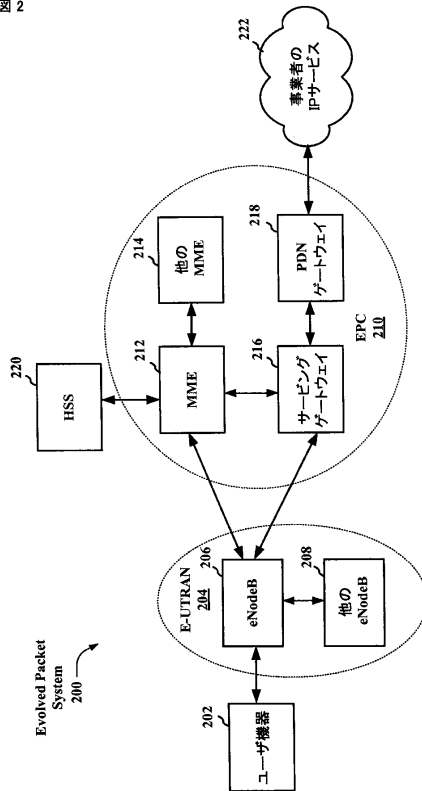 図 2
Evolved Packet
System
200
ユーザ機器
202
E-UTRAN
204
eNodeB
206
他の
eNodeB
208
HSS
220
MME
212
他の
MME
214
サービング
ゲートウェイ
216
PDN
ゲートウェイ
218
EPC
210
事業者の
IPサービス
222